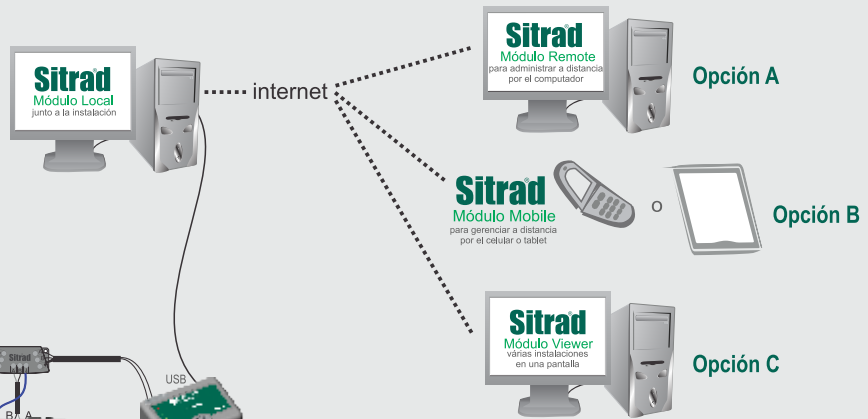 Sitrad
Módulo Local
junto a la instalación
internet
Sitrad®
Módulo Remote
para administrar a distancia
por el computador
Opción A
Sitrad®
Módulo Mobile
para gerenciar a distancia
por el celular o tablet
o
Opción B
Sitrad®
Módulo Viewer
várias instalaciones
en una pantalla
Opción C
Sitrad
B A
USB